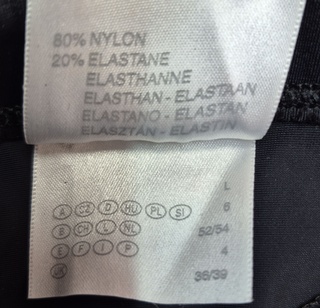 80% NYLON
20% ELASTANE
ELASTHANNE
ELASTHAN - ELASTAAN
ELASTANO - ELASTAN
ELASZTÁN - ELASTIN
L
A CZ D HU PL SI 6
B CH L NL 52/54
E F I P 4
UK 36/39